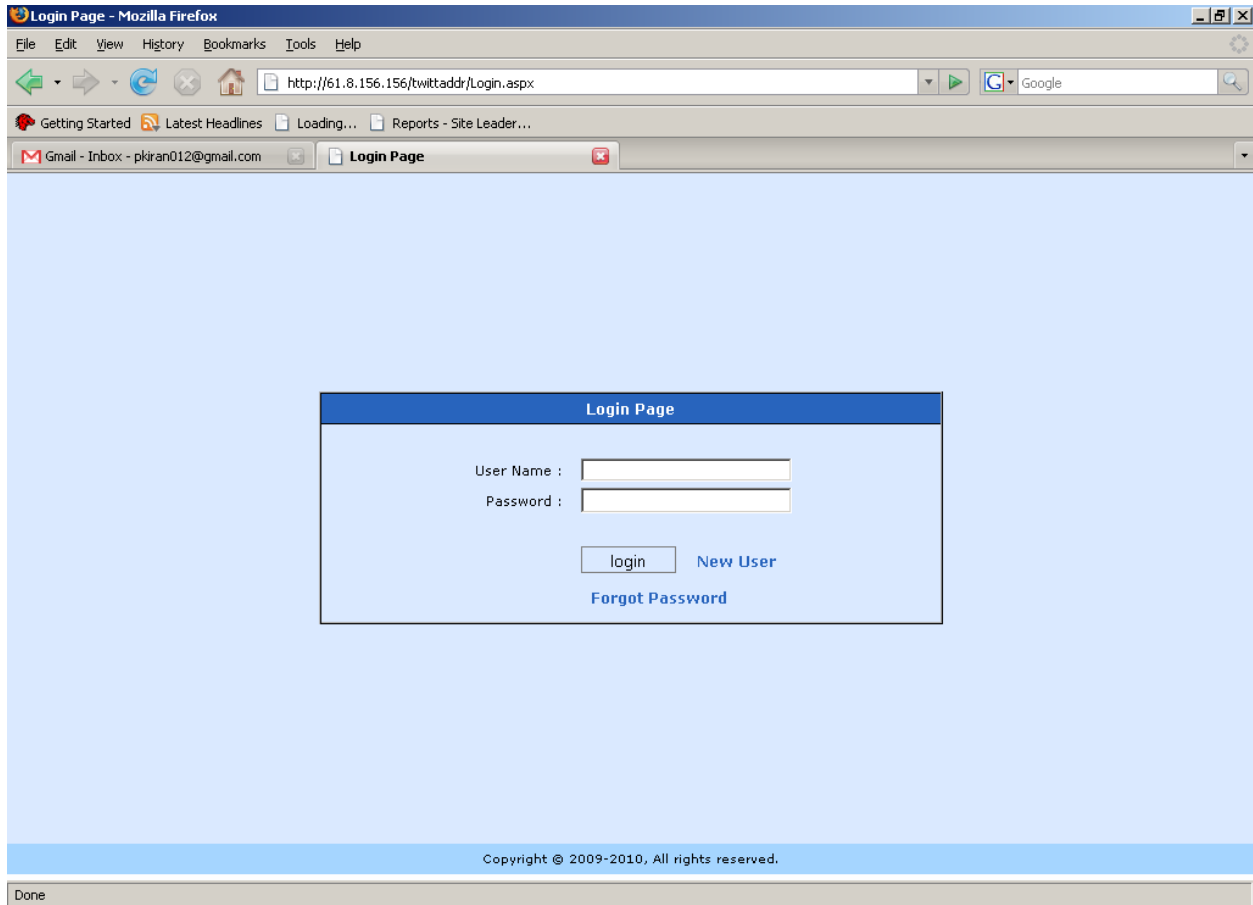 Login Page - Mozilla Firefox
File Edit View History Bookmarks Tools Help
http://61.8.156.156/twittaddr/Login.aspx G Google
Getting Started Latest Headlines Loading... Reports - Site Leader...
Gmail - Inbox - pkiran012@gmail.com Login Page
Login Page
User Name :
Password :
login New User
Forgot Password
Copyright © 2009-2010, All rights reserved.
Done